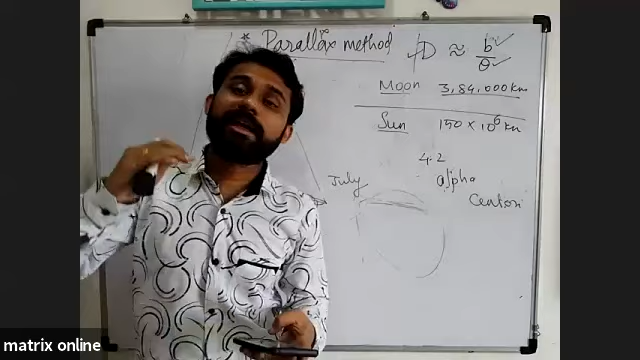 * Parallax method D ≈ b/θ
Moon 3,84,000 km
Sun 150 × 10⁶ km
4.2
alpha
July
Centori
matrix online